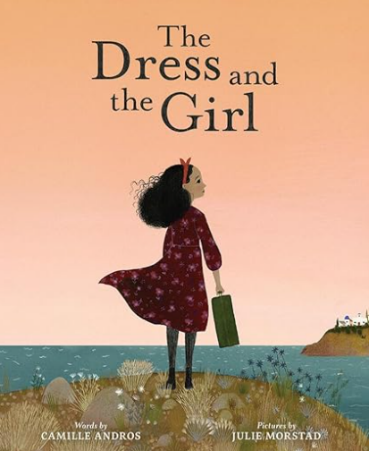 The
Dress and
the Girl
Words by
CAMILLE ANDROS
Pictures by
JULIE MORSTAD